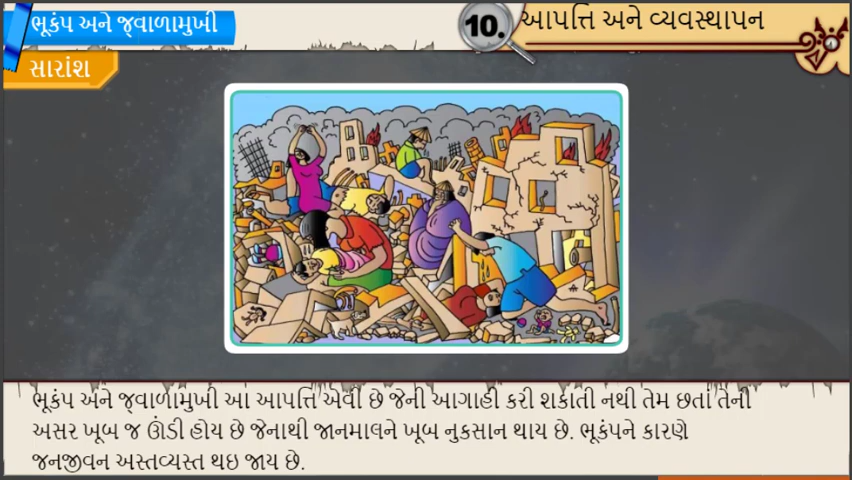 ભૂકંપ અને જ્વાળામુખી
10. આપત્તિ અને વ્યવસ્થાપન
સારાંશ
ભૂકંપ અને જ્વાળામુખી આ આપત્તિ એવી છે જેની આગાહી કરી શકાતી નથી તેમ છતાં તેની
અસર ખૂબ જ ઊંડી હોય છે જેનાથી જાનમાલને ખૂબ નુકસાન થાય છે. ભૂકંપને કારણે
જનજીવન અસ્તવ્યસ્ત થઇ જાય છે.